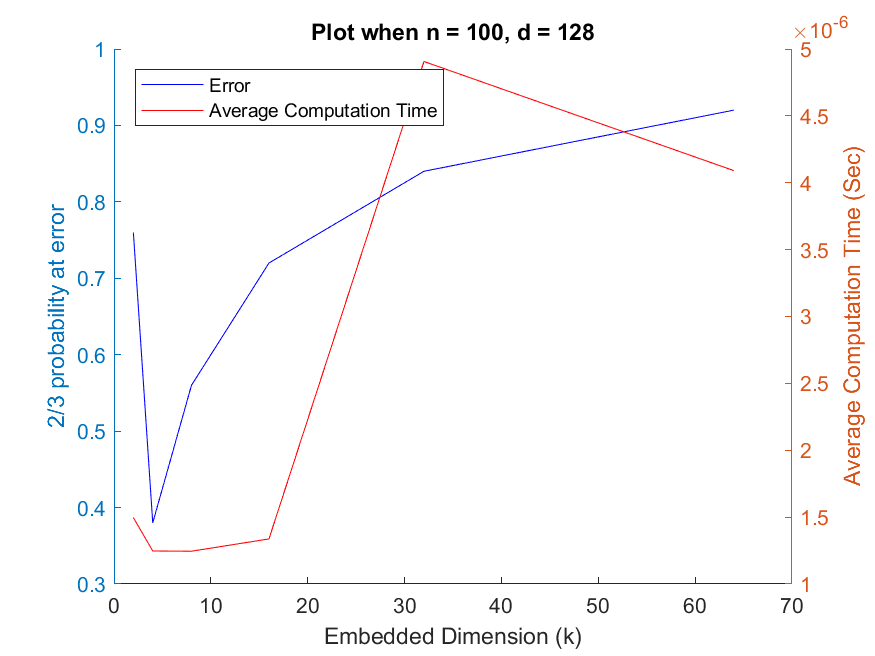 Plot when n = 100, d = 128
×10-6
Error
Average Computation Time
1
0.9
0.8
0.7
0.6
0.5
0.4
0.3
2/3 probability at error
5
4.5
4
3.5
3
2.5
2
1.5
1
Average Computation Time (Sec)
0 10 20 30 40 50 60 70
Embedded Dimension (k)